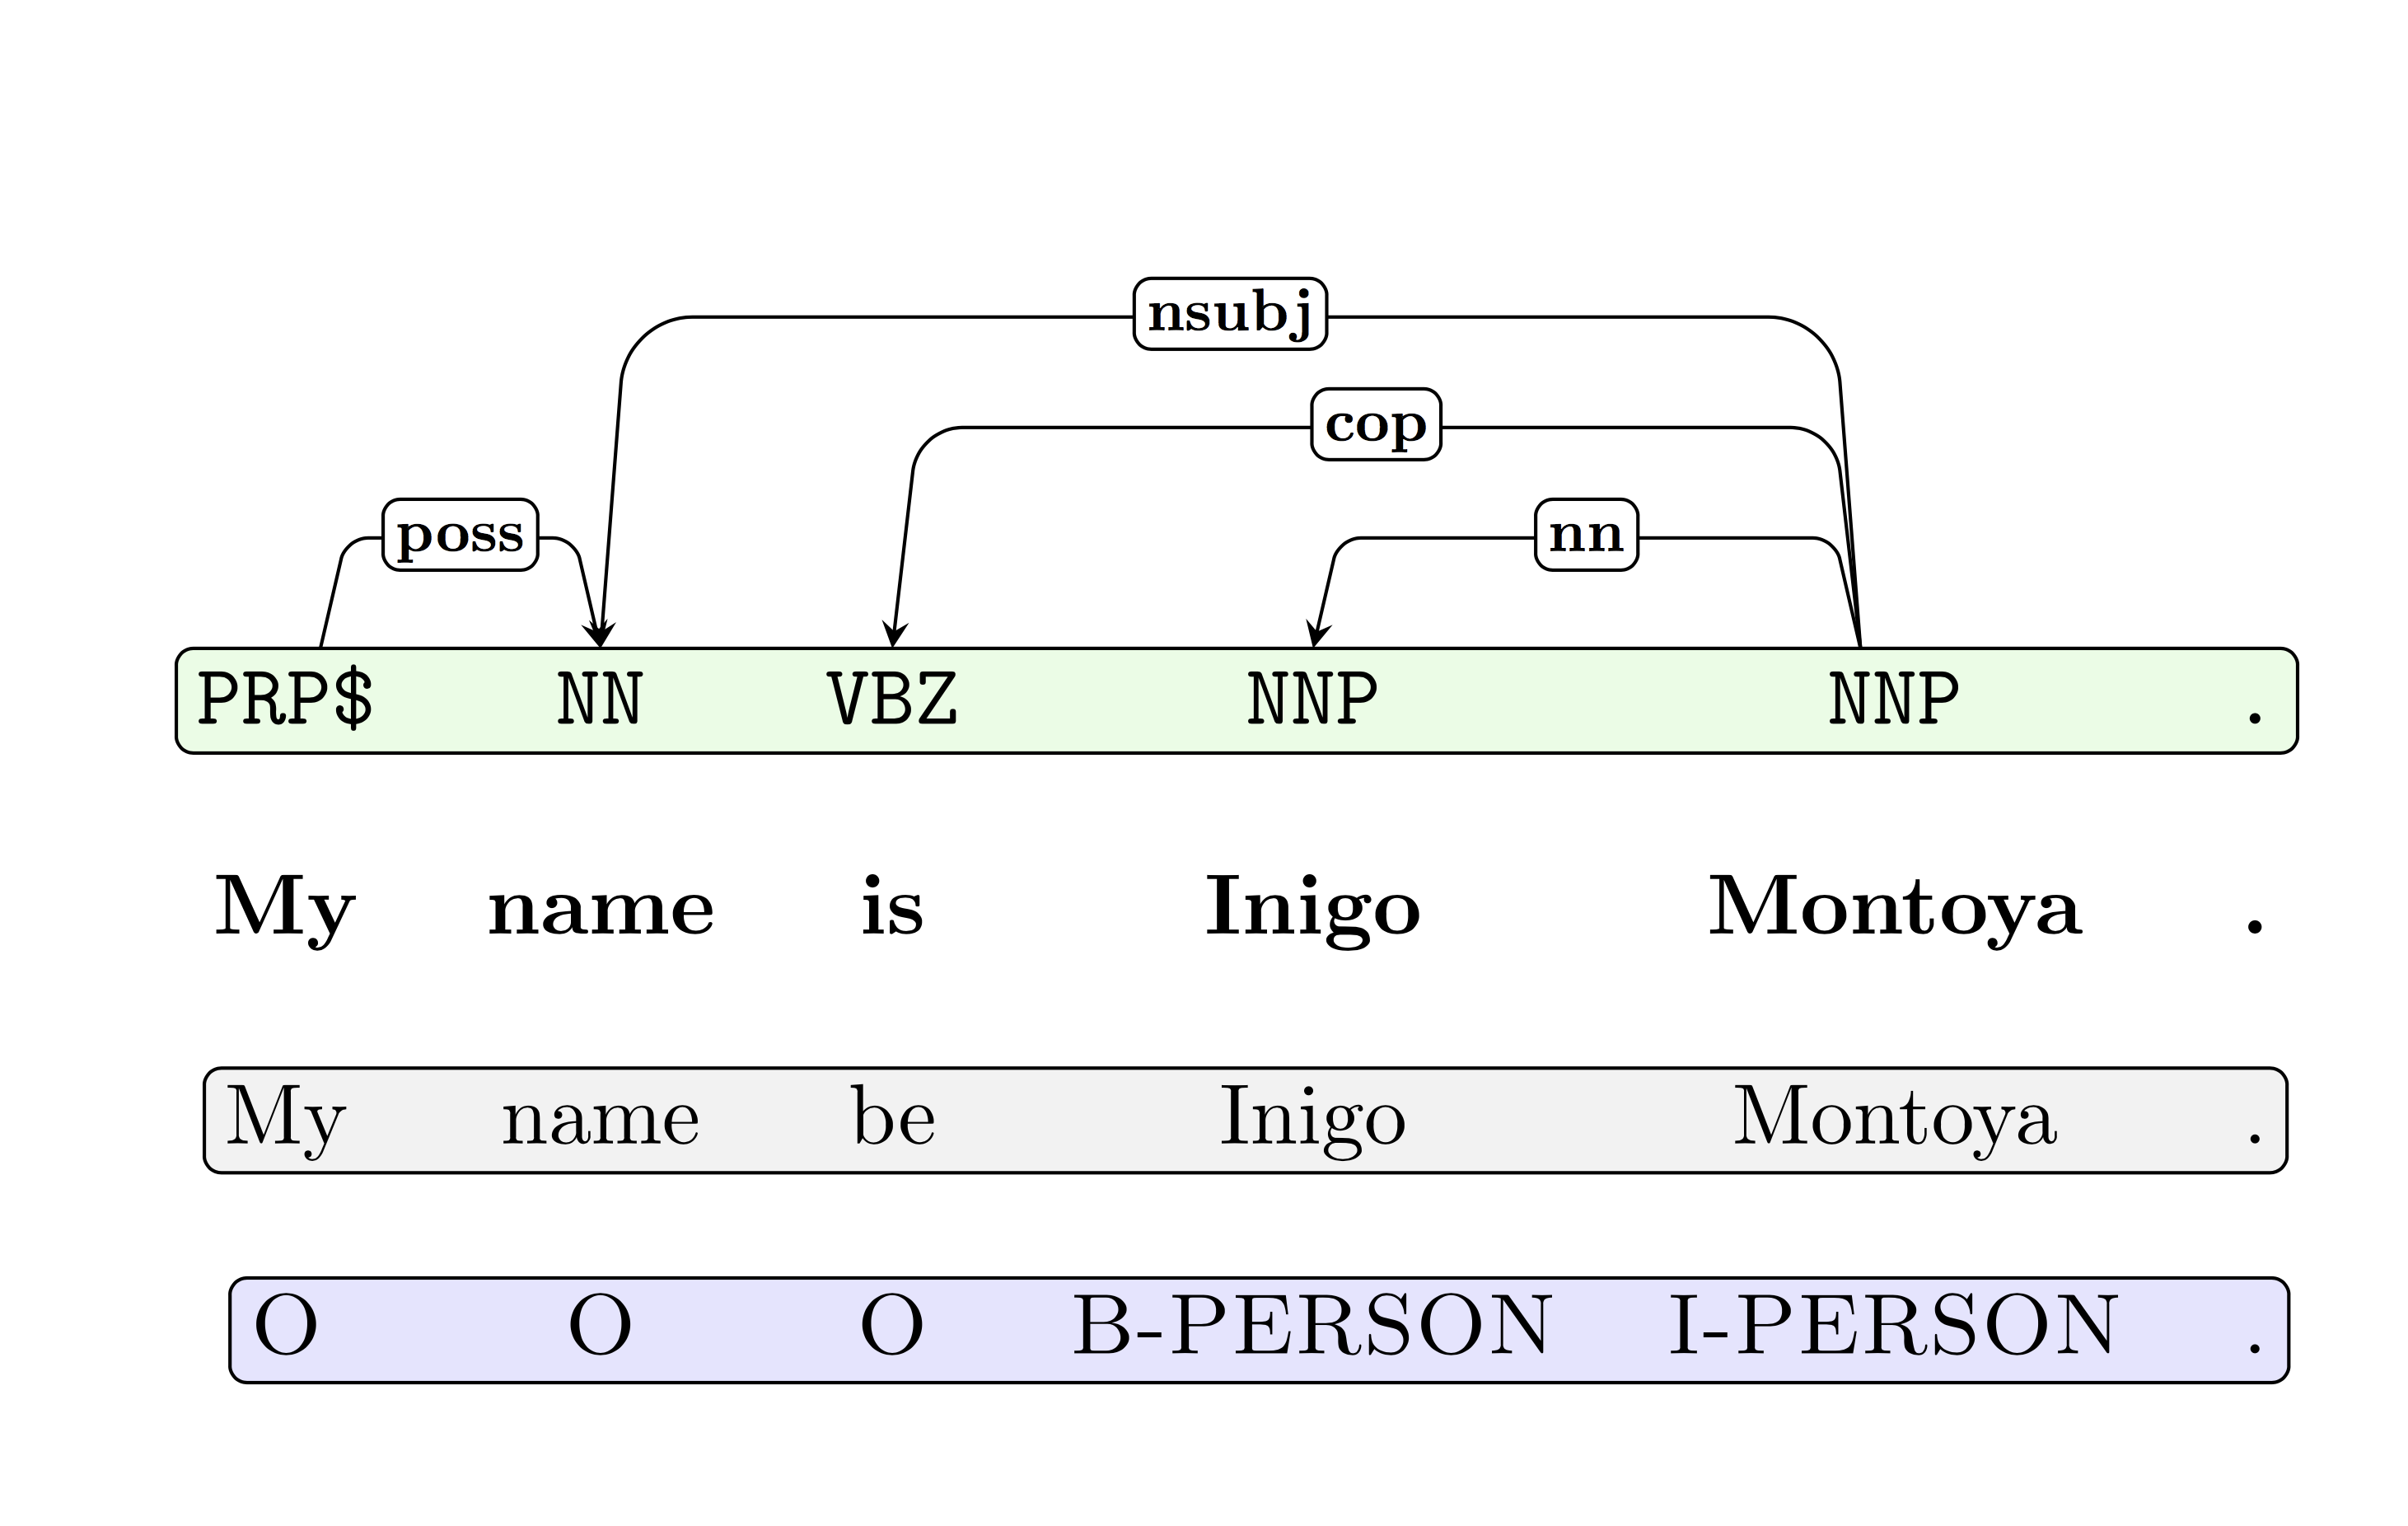 nsubj
cop
poss nn
PRP$ NN VBZ NNP NNP .
My name is Inigo Montoya .
My name be Inigo Montoya .
O O O B-PERSON I-PERSON .